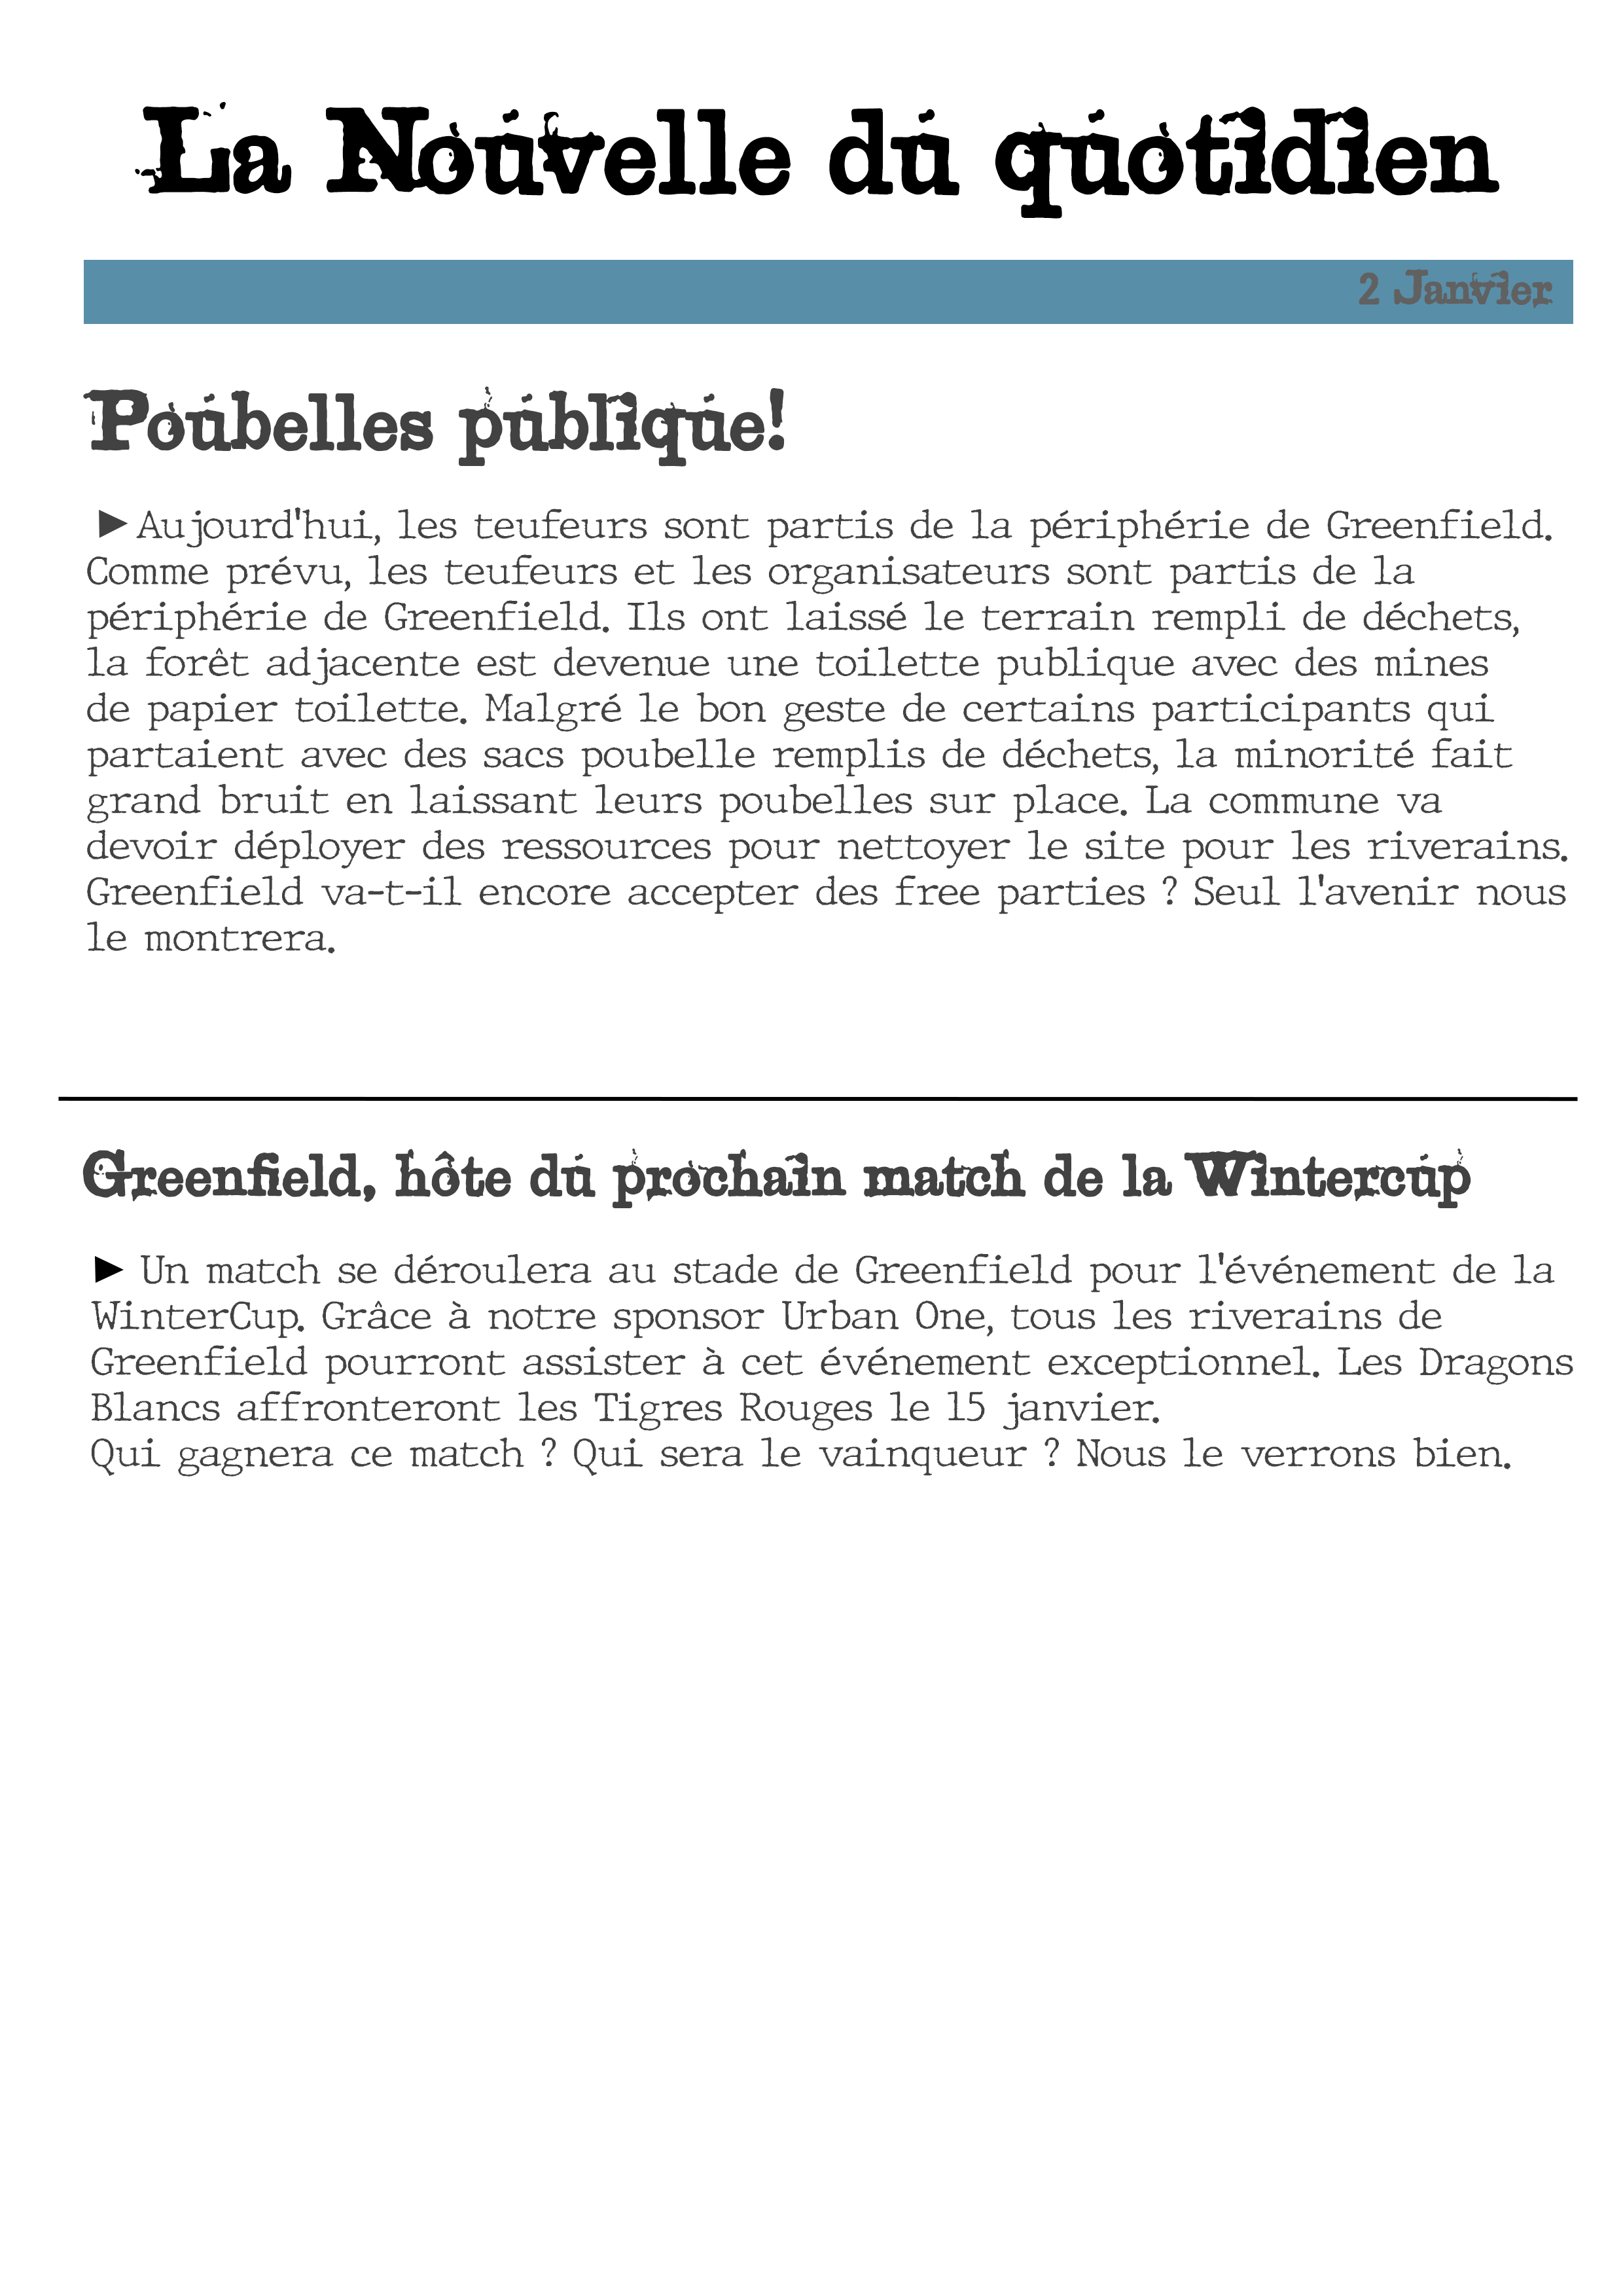 La Nouvelle du quotidien
2 Janvier
Poubelles publique!
►Aujourd'hui, les teufeurs sont partis de la périphérie de Greenfield.
Comme prévu, les teufeurs et les organisateurs sont partis de la
périphérie de Greenfield. Ils ont laissé le terrain rempli de déchets,
la forêt adjacente est devenue une toilette publique avec des mines
de papier toilette. Malgré le bon geste de certains participants qui
partaient avec des sacs poubelle remplis de déchets, la minorité fait
grand bruit en laissant leurs poubelles sur place. La commune va
devoir déployer des ressources pour nettoyer le site pour les riverains.
Greenfield va-t-il encore accepter des free parties ? Seul l'avenir nous
le montrera.
Greenfield, hôte du prochain match de la Wintercup
► Un match se déroulera au stade de Greenfield pour l'événement de la
WinterCup. Grâce à notre sponsor Urban One, tous les riverains de
Greenfield pourront assister à cet événement exceptionnel. Les Dragons
Blancs affronteront les Tigres Rouges le 15 janvier.
Qui gagnera ce match ? Qui sera le vainqueur ? Nous le verrons bien.